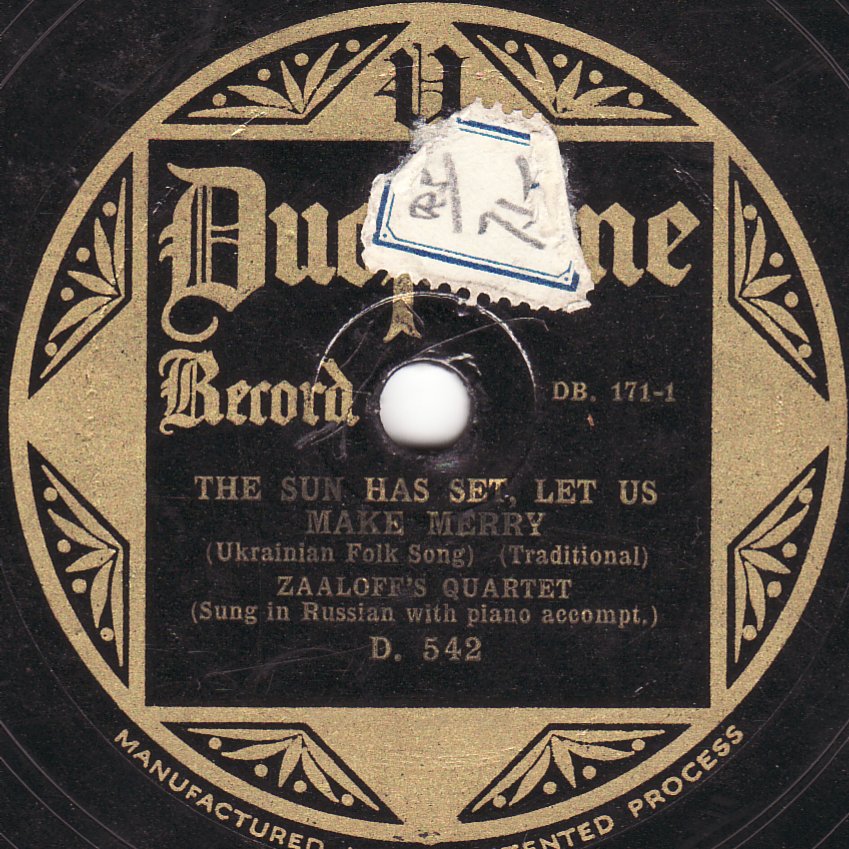 Record
DB. 171-1
THE SUN HAS SET, LET US
MAKE MERRY
(Ukrainian Folk Song) (Traditional)
ZAALOFF'S QUARTET
(Sung in Russian with piano accompt.)
D. 542
MANUFACTURED
PROCESS